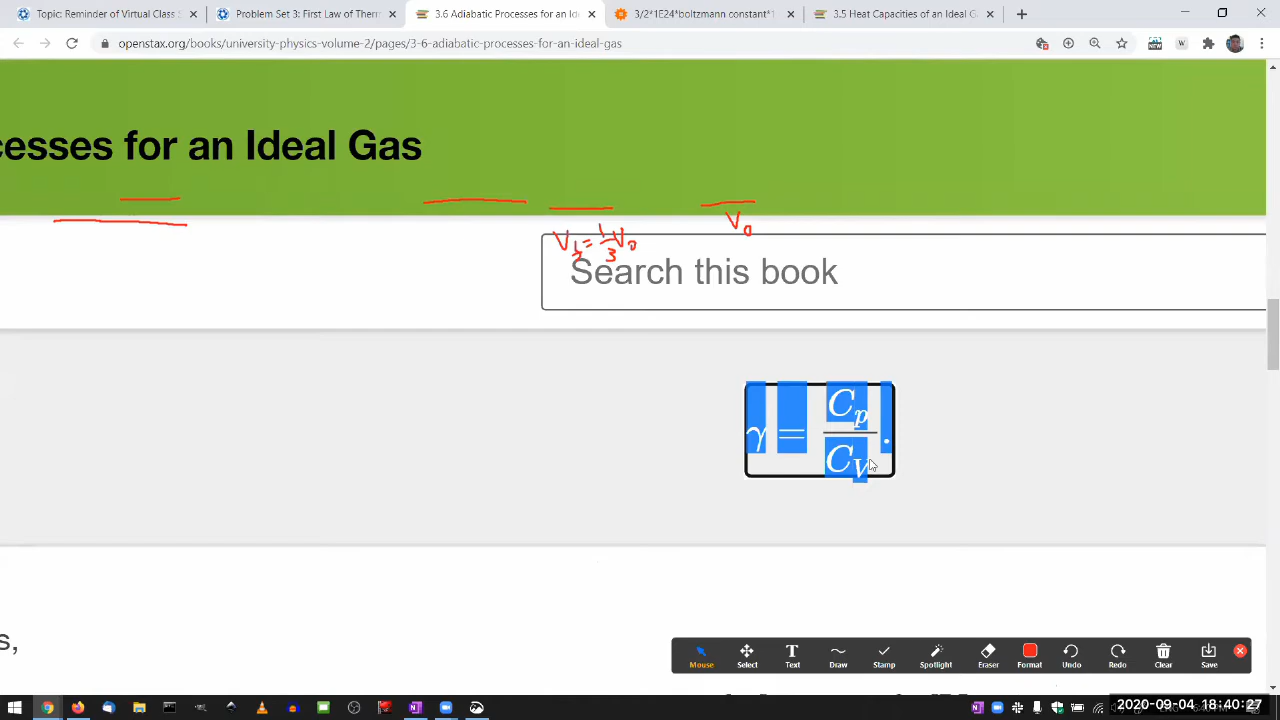 Topic: Reminder of Virtual Class S
Problem Set 3: First Law of Therm
3.6 Adiabatic Processes for an Ide
3/2*1E24*boltzmann constant*1
3.5 Heat Capacities of an Ideal G
openstax.org/books/university-physics-volume-2/pages/3-6-adiabatic-processes-for-an-ideal-gas
cesses for an Ideal Gas
V₀
V½ = 1/3 V₀
Search this book
γ = Cp/CV.
s,
Mouse Select Text Draw Stamp Spotlight Eraser Format Undo Redo Clear Save
2020-09-04 18:40:27